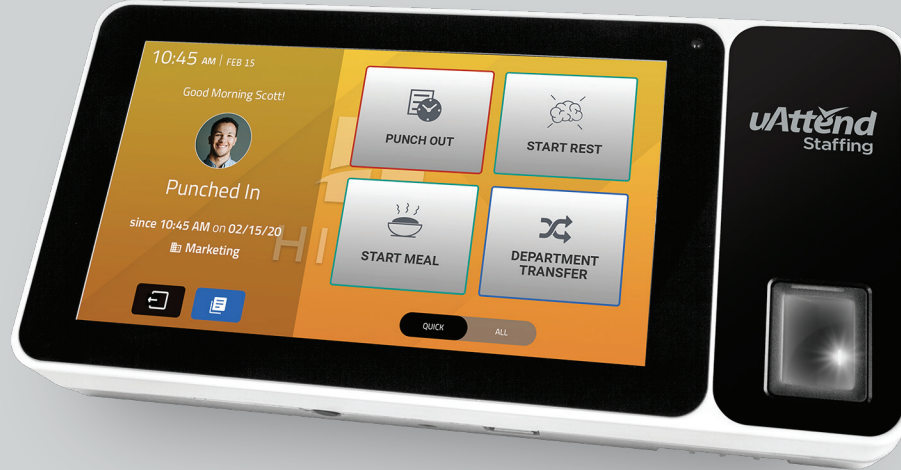 10:45 AM | FEB 15
Good Morning Scott!
Punched In
since 10:45 AM on 02/15/20
Marketing
PUNCH OUT
START REST
START MEAL
DEPARTMENT
TRANSFER
QUICK
ALL
uAttend
Staffing